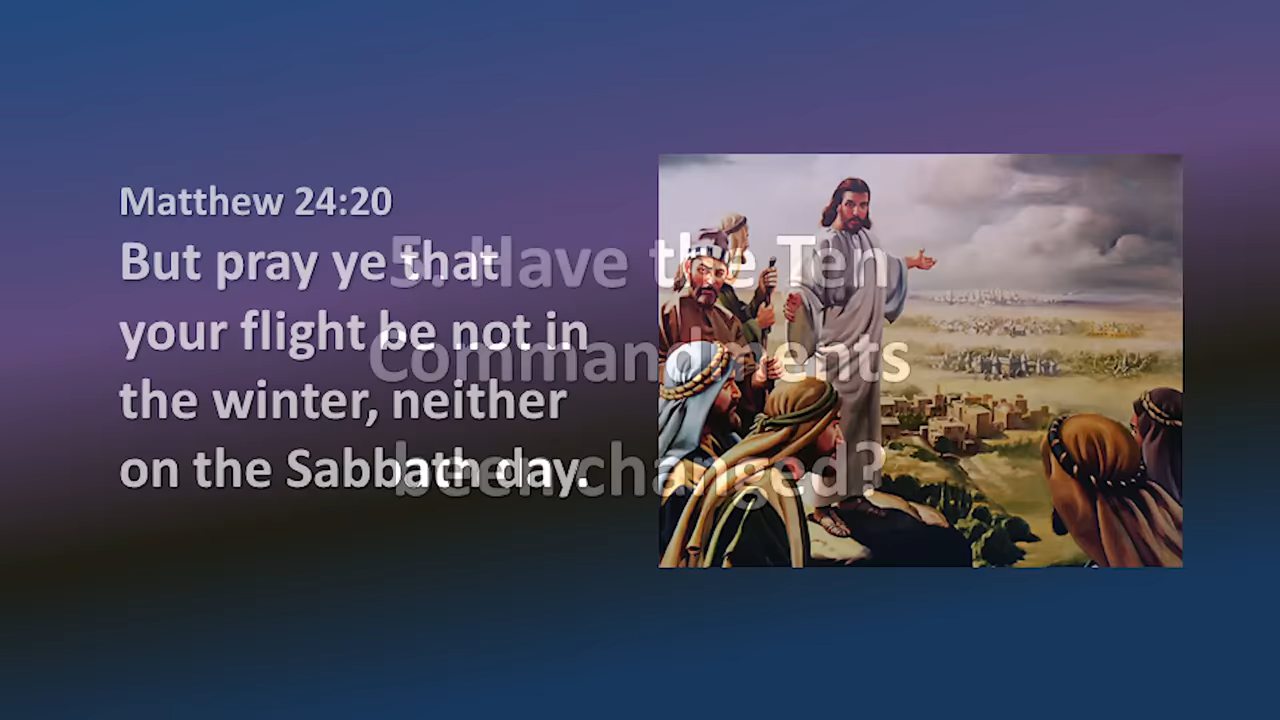 Matthew 24:20
But pray ye that
your flight be not in
the winter, neither
on the Sabbath day.
5. Have the Ten
Commandments
been changed?